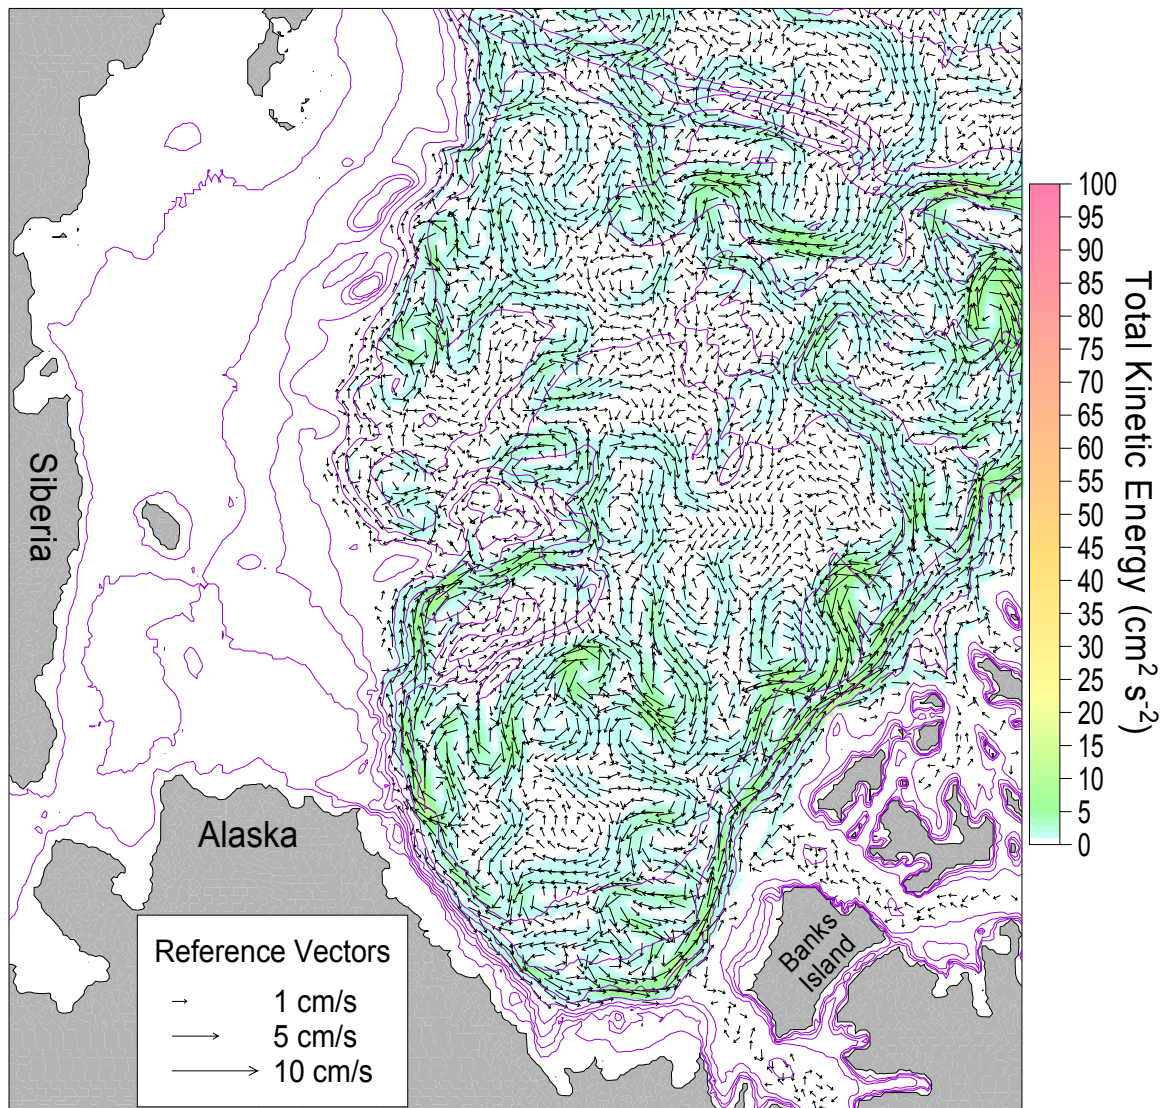 Siberia
Alaska
Banks
Island
Reference Vectors
1 cm/s
5 cm/s
10 cm/s
100
95
90
85
80
75
70
65
60
55
50
45
40
35
30
25
20
15
10
5
0
Total Kinetic Energy (cm² s⁻²)